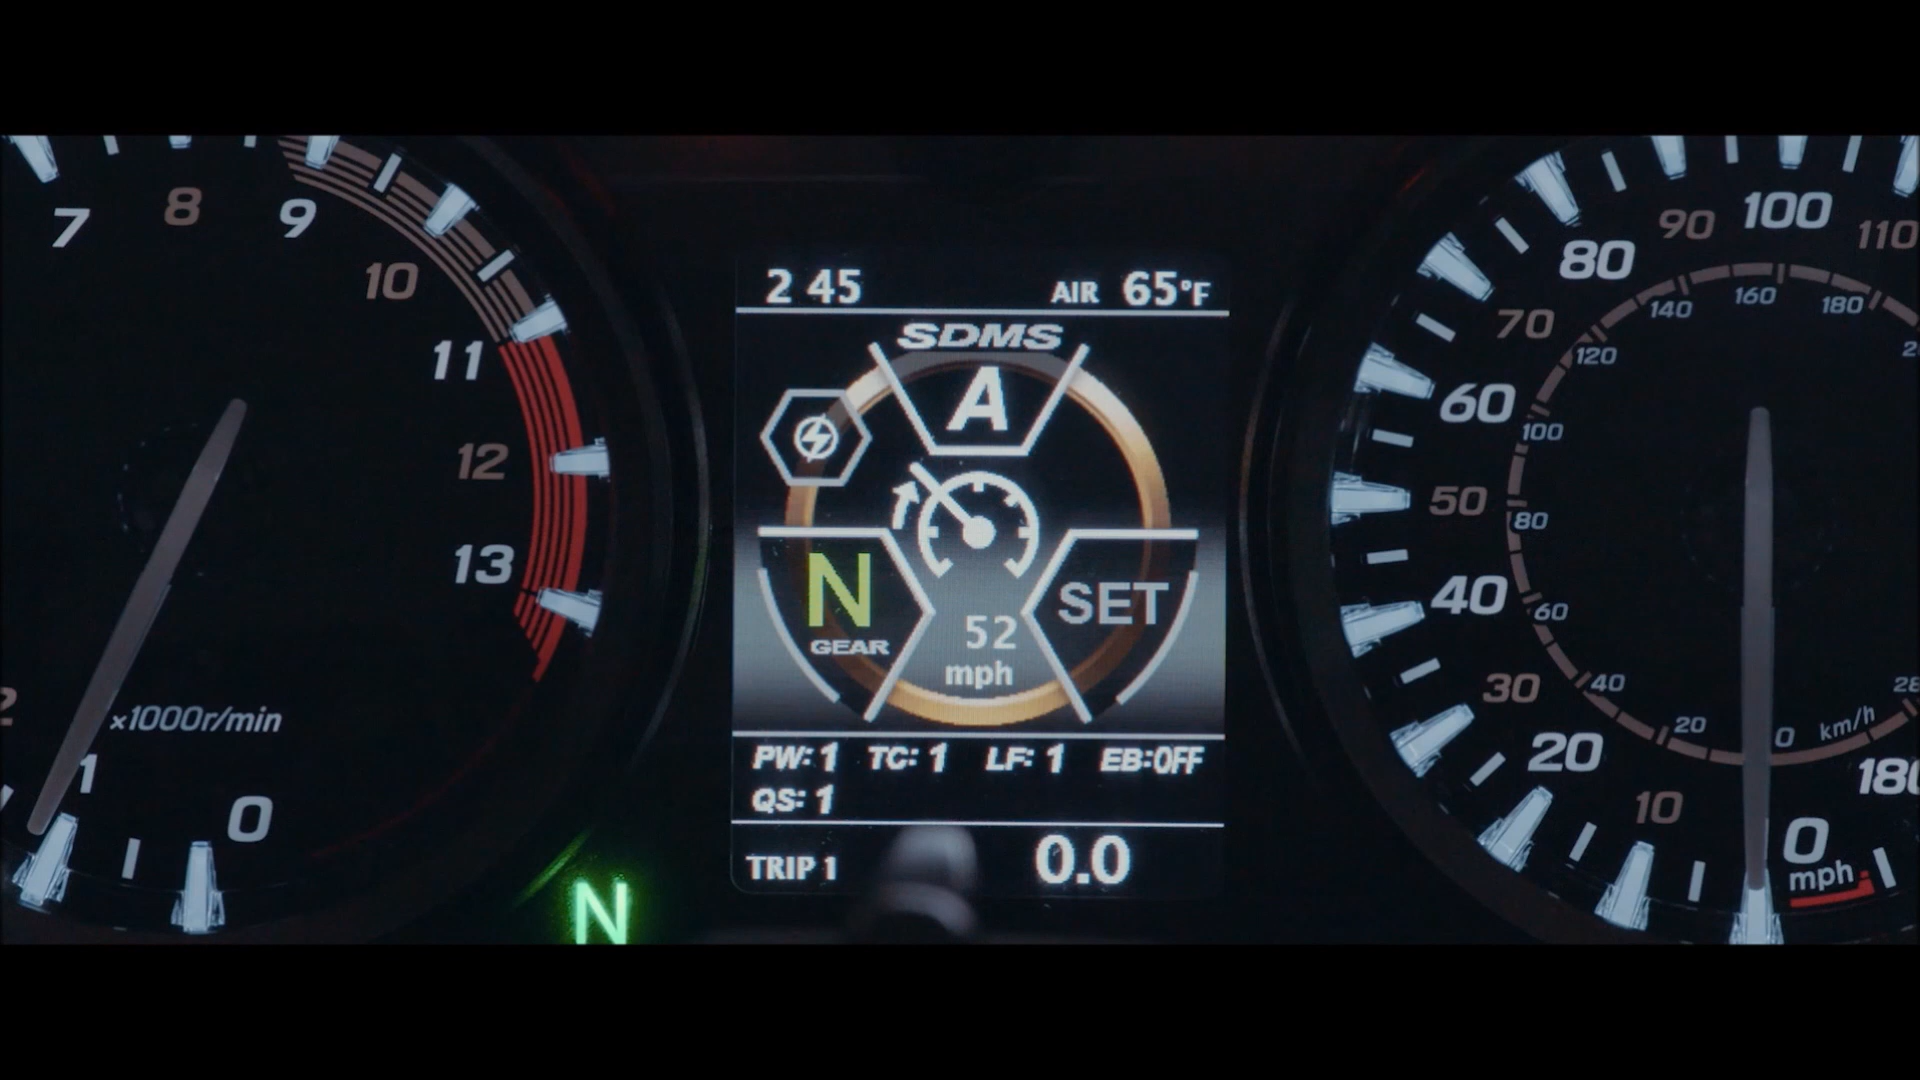 7
8
9
10
11
12
13
x1000r/min
1
0
N
2 45
AIR 65°F
SDMS
A
N
GEAR
SET
52
mph
PW: 1 TC: 1 LF: 1 EB:OFF
QS: 1
TRIP 1 0.0
0
mph
10
20
30
40
50
60
70
80
90
100
110
180
0
20
40
60
80
100
120
140
160
180
km/h